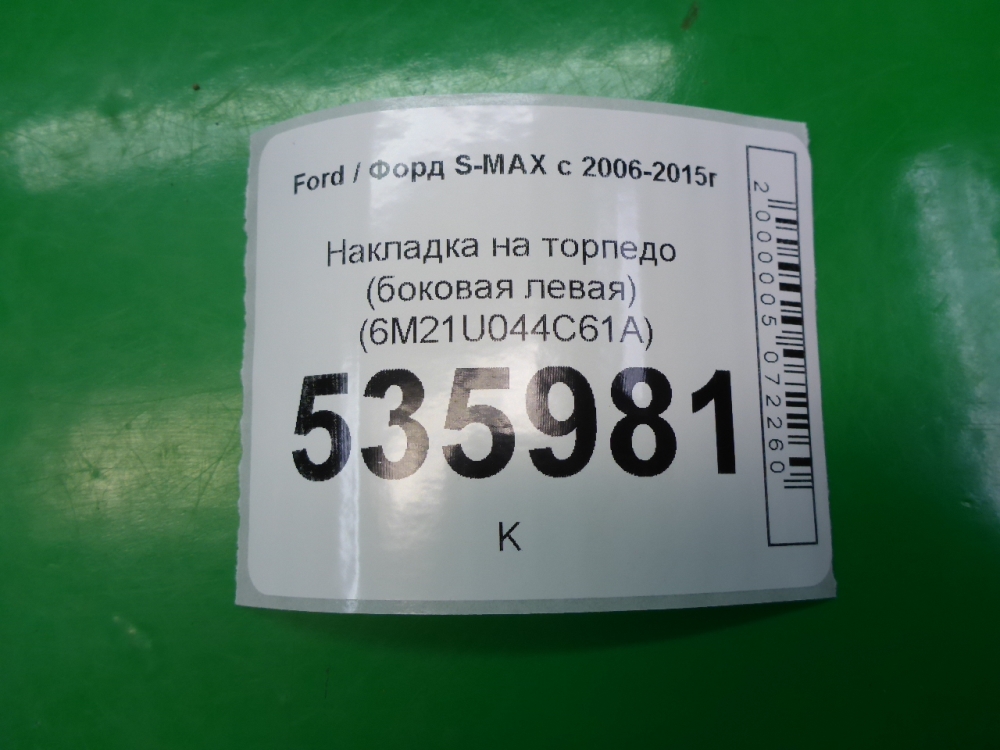 Ford / Форд S-MAX с 2006-2015г
Накладка на торпедо
(боковая левая)
(6M21U044C61A)
535981
K
2000005072260